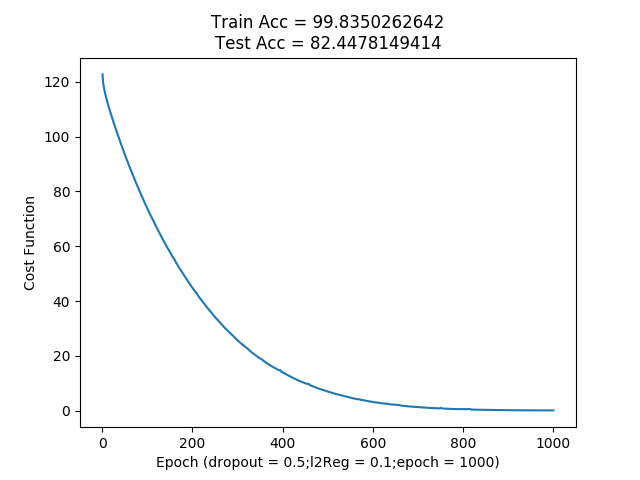 Train Acc = 99.8350262642
Test Acc = 82.4478149414
120
100
80
60
40
20
0
Cost Function
0 200 400 600 800 1000
Epoch (dropout = 0.5;l2Reg = 0.1;epoch = 1000)